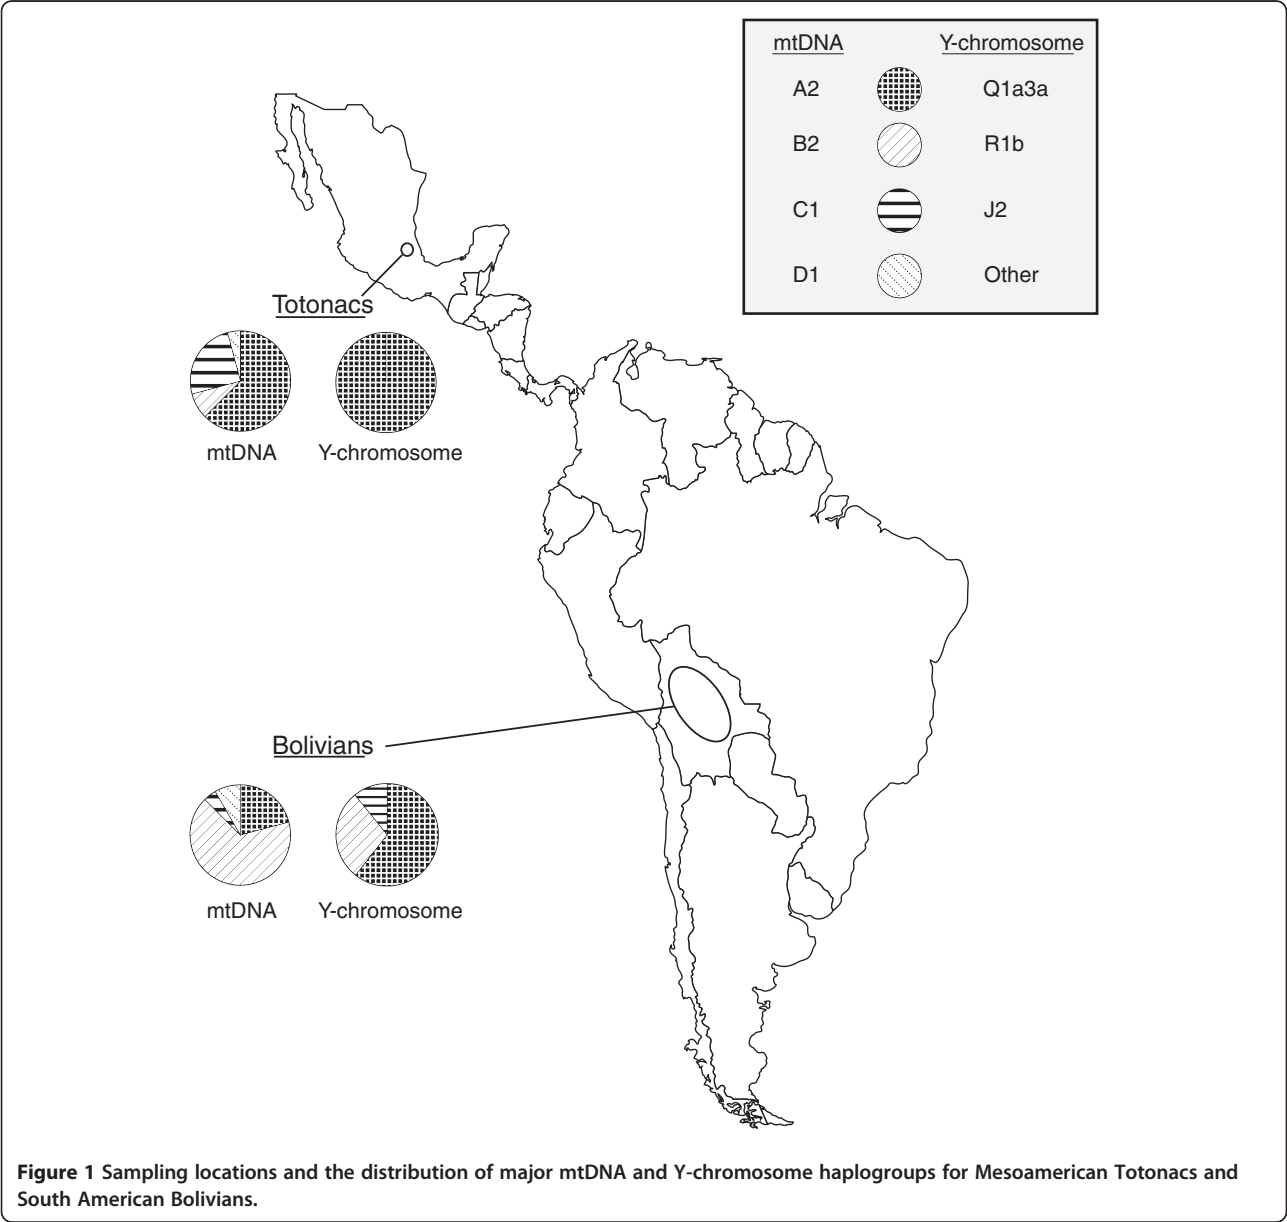 mtDNA Y-chromosome
A2 Q1a3a
B2 R1b
C1 J2
D1 Other
Totonacs
mtDNA Y-chromosome
Bolivians
mtDNA Y-chromosome
Figure 1 Sampling locations and the distribution of major mtDNA and Y-chromosome haplogroups for Mesoamerican Totonacs and
South American Bolivians.